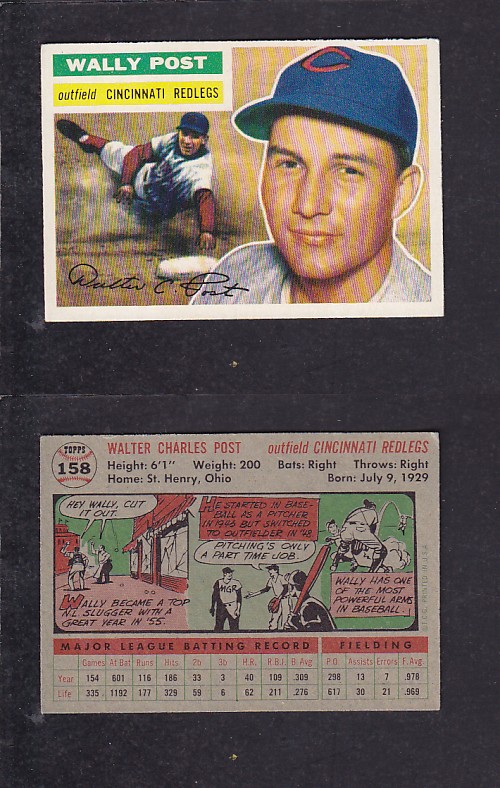 WALLY POST
outfield CINCINNATI REDLEGS
Walter C Post
TOPPS
158
WALTER CHARLES POST outfield CINCINNATI REDLEGS
Height: 6'1" Weight: 200 Bats: Right Throws: Right
Home: St. Henry, Ohio Born: July 9, 1929
HEY WALLY, CUT
IT OUT.
WALLY BECAME A TOP
N.L. SLUGGER WITH A
GREAT YEAR IN '55.
HE STARTED IN BASE-
BALL AS A PITCHER
IN 1946 BUT SWITCHED
TO OUTFIELDER IN '48.
PITCHING'S ONLY
A PART TIME JOB.
MGR
WALLY HAS ONE
OF THE MOST
POWERFUL ARMS
IN BASEBALL.
T.C.G. PRINTED IN U.S.A.
MAJOR LEAGUE BATTING RECORD FIELDING
Games At Bat Runs Hits 2b 3b H.R. R.B.I. B. Avg. P.O. Assists Errors F. Avg.
Year 154 601 116 186 33 3 40 109 .309 298 13 7 .978
Life 335 1192 177 329 59 6 62 211 .276 617 30 21 .969